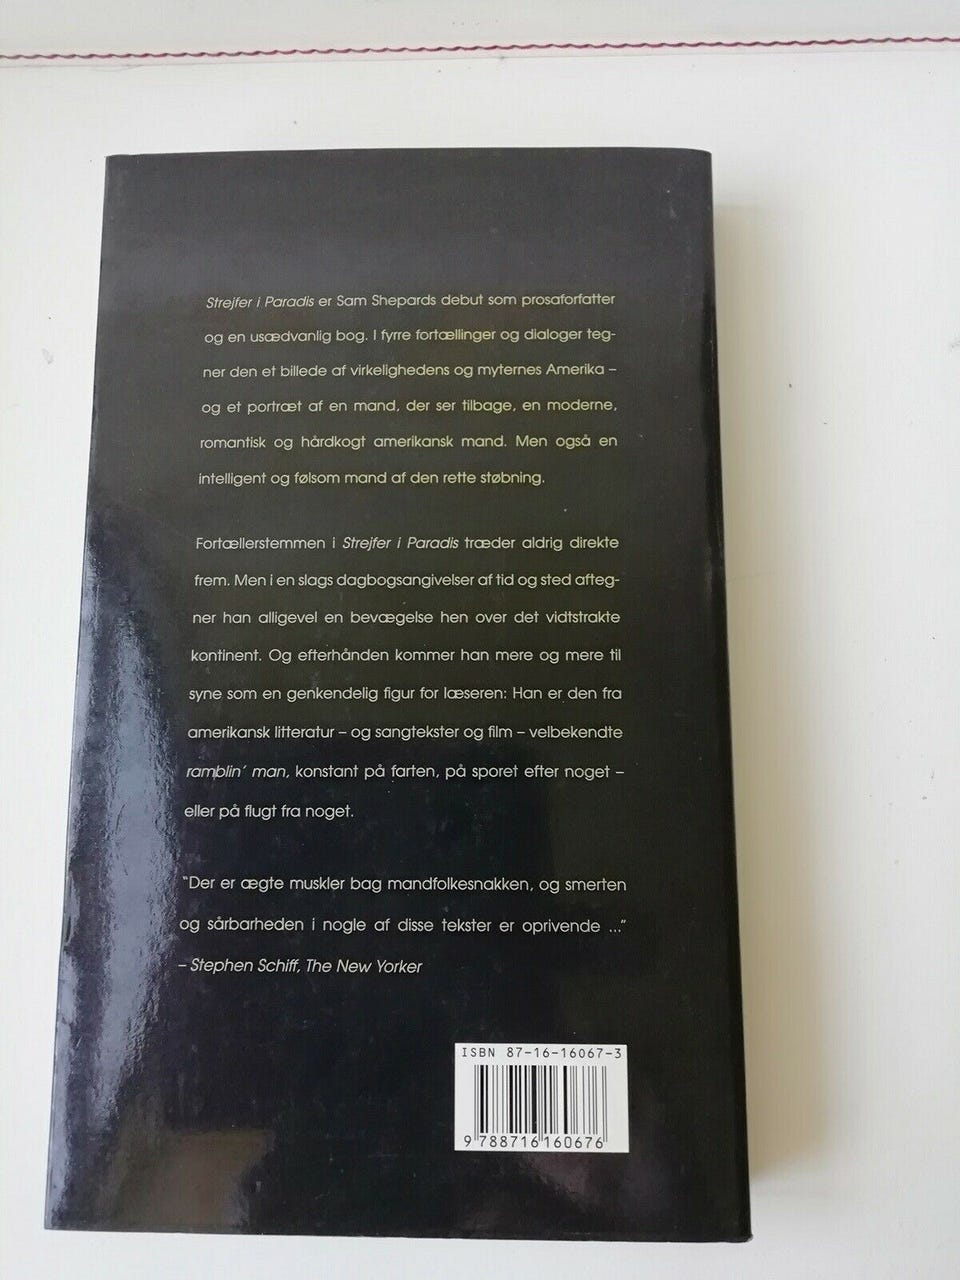 Strejfer i Paradis er Sam Shepards debut som prosaforfatter
og en usædvanlig bog. I fyrre fortællinger og dialoger teg-
ner den et billede af virkelighedens og myternes Amerika –
og et portræt af en mand, der ser tilbage, en moderne,
romantisk og hårdkogt amerikansk mand. Men også en
intelligent og følsom mand af den rette støbning.
Fortællerstemmen i Strejfer i Paradis træder aldrig direkte
frem. Men i en slags dagbogsangivelser af tid og sted afteg-
ner han alligevel en bevægelse hen over det vidtstrakte
kontinent. Og efterhånden kommer han mere og mere til
syne som en genkendelig figur for læseren: Han er den fra
amerikansk litteratur – og sangtekster og film – velbekendte
ramblin' man, konstant på farten, på sporet efter noget –
eller på flugt fra noget.
"Der er ægte muskler bag mandfolkesnakken, og smerten
og sårbarheden i nogle af disse tekster er oprivende ..."
– Stephen Schiff, The New Yorker
ISBN 87-16-16067-3
9 788716 160676